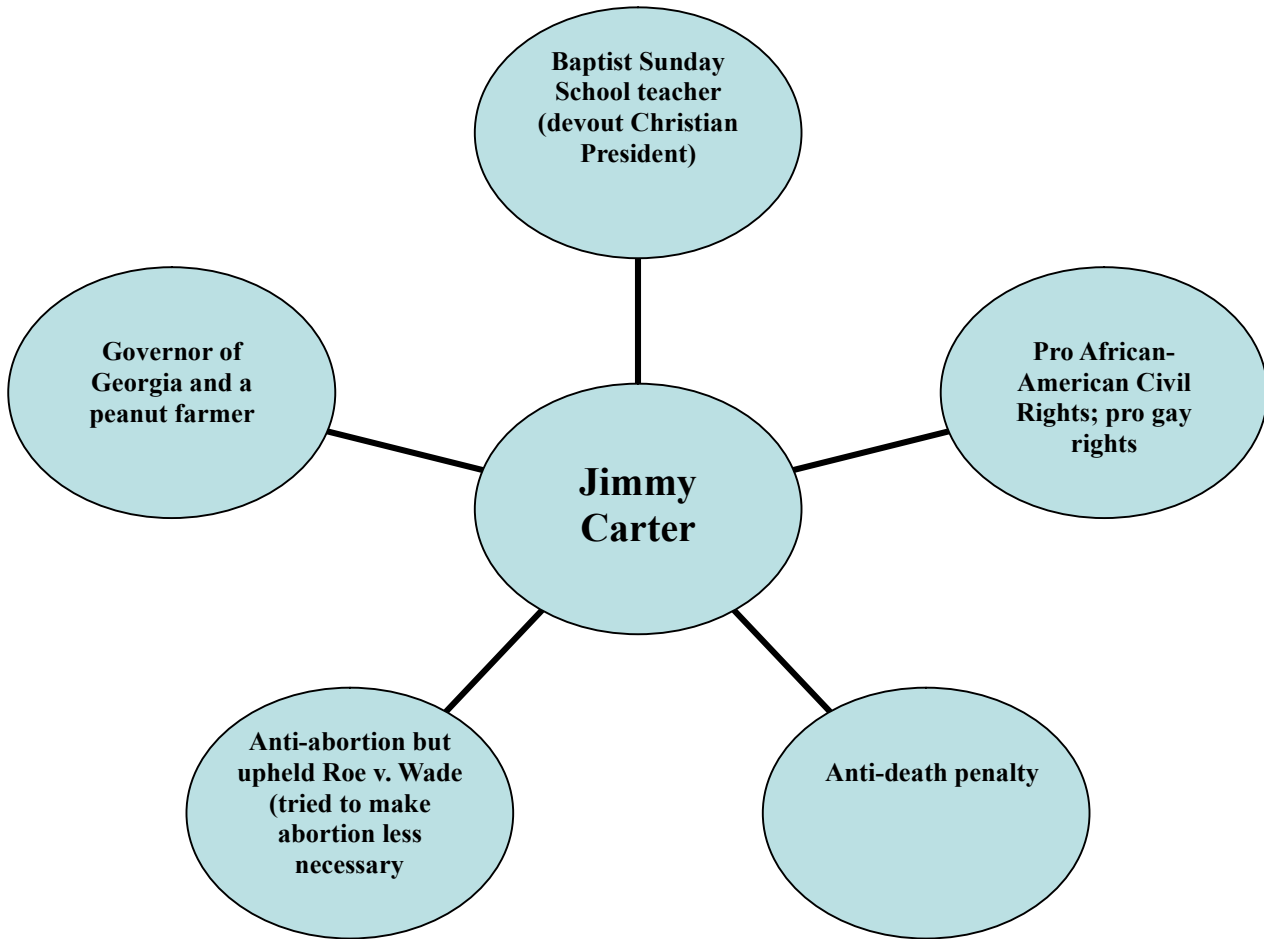 Baptist Sunday
School teacher
(devout Christian
President)
Governor of
Georgia and a
peanut farmer
Pro African-
American Civil
Rights; pro gay
rights
Jimmy
Carter
Anti-abortion but
upheld Roe v. Wade
(tried to make
abortion less
necessary
Anti-death penalty